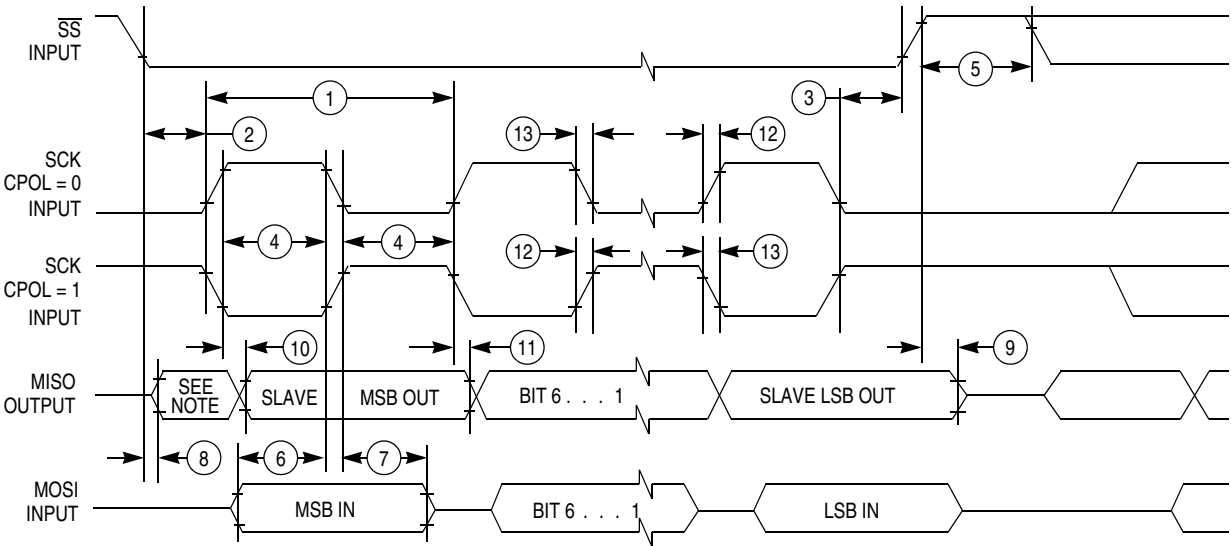 SS
INPUT
5
1
3
2
13
12
SCK
CPOL = 0
INPUT
4
4
SCK
CPOL = 1
INPUT
12
13
10
11
9
MISO
OUTPUT
SEE
NOTE
SLAVE
MSB OUT
BIT 6 . . . 1
SLAVE LSB OUT
8
6
7
MOSI
INPUT
MSB IN
BIT 6 . . . 1
LSB IN